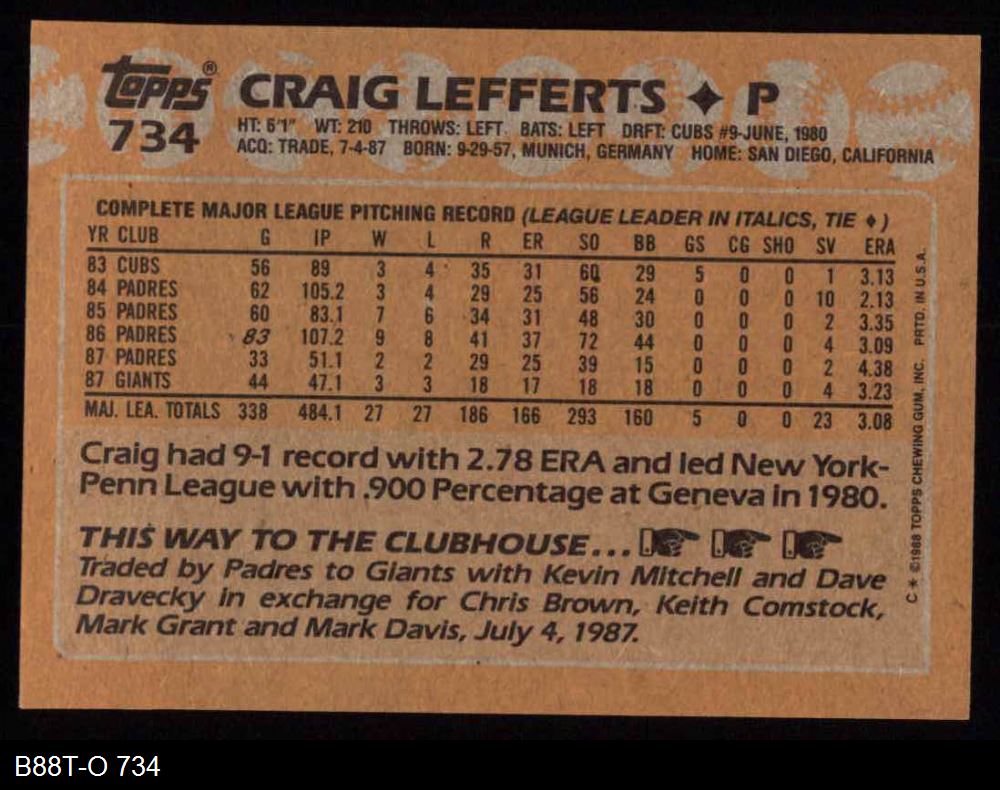 topps® CRAIG LEFFERTS ♦ P
734 HT: 6'1" WT: 210 THROWS: LEFT BATS: LEFT DRFT: CUBS #9-JUNE, 1980
ACQ: TRADE, 7-4-87 BORN: 9-29-57, MUNICH, GERMANY HOME: SAN DIEGO, CALIFORNIA
COMPLETE MAJOR LEAGUE PITCHING RECORD (LEAGUE LEADER IN ITALICS, TIE ♦)
YR CLUB G IP W L R ER SO BB GS CG SHO SV ERA
83 CUBS 56 89 3 4 35 31 60 29 5 0 0 1 3.13
84 PADRES 62 105.2 3 4 29 25 56 24 0 0 0 10 2.13
85 PADRES 60 83.1 7 6 34 31 48 30 0 0 0 2 3.35
86 PADRES 83 107.2 9 8 41 37 72 44 0 0 0 4 3.09
87 PADRES 33 51.1 2 2 29 25 39 15 0 0 0 2 4.38
87 GIANTS 44 47.1 3 3 18 17 18 18 0 0 0 4 3.23
MAJ. LEA. TOTALS 338 484.1 27 27 186 166 293 160 5 0 0 23 3.08
Craig had 9-1 record with 2.78 ERA and led New York-
Penn League with .900 Percentage at Geneva in 1980.
THIS WAY TO THE CLUBHOUSE...
Traded by Padres to Giants with Kevin Mitchell and Dave
Dravecky in exchange for Chris Brown, Keith Comstock,
Mark Grant and Mark Davis, July 4, 1987.
C * ©1988 TOPPS CHEWING GUM, INC. PRTD. IN U.S.A.
B88T-O 734